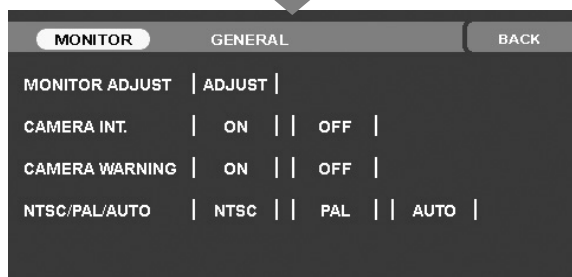 MONITOR GENERAL BACK
MONITOR ADJUST ADJUST
CAMERA INT. ON OFF
CAMERA WARNING ON OFF
NTSC/PAL/AUTO NTSC PAL AUTO